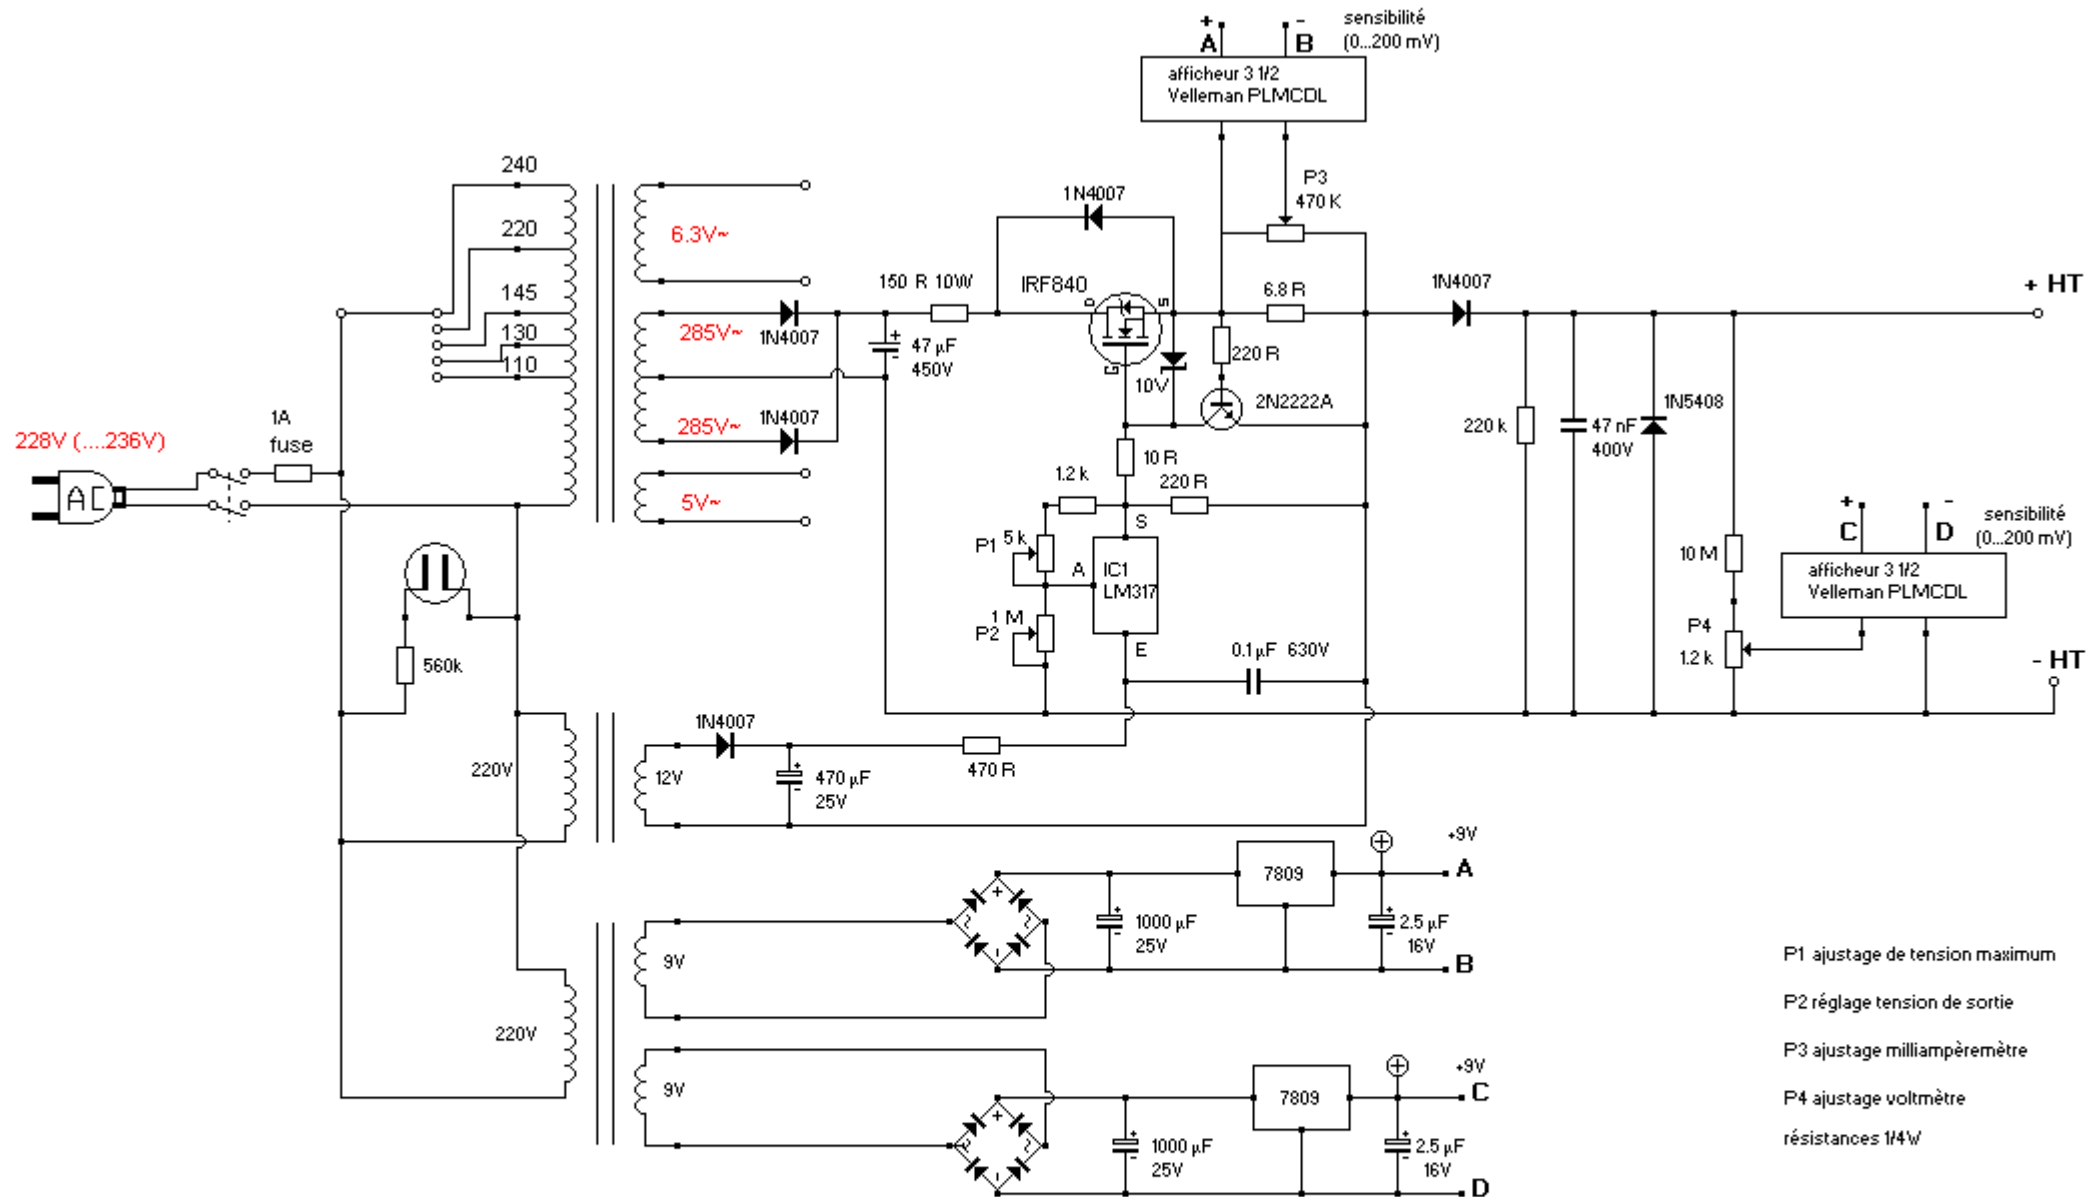 + - sensibilité
A B (0...200 mV)
afficheur 3 1/2
Velleman PLMCDL
240
220
145
130
110
6.3V~
285V~
285V~
5V~
1N4007
1N4007
47 µF
450V
+
-
150 R 10W
1N4007
IRF840
D
S
G
10V
P3
470 K
6.8 R
220 R
2N2222A
1N4007
+ HT
220 k
47 nF
400V
1N5408
1A
fuse
228V (....236V)
AC
10 R
1.2 k
220 R
S
P1 5 k
A
IC1
LM317
1 M
P2
E
0.1 µF 630V
10 M
P4
1.2 k
+ - sensibilité
C D (0...200 mV)
afficheur 3 1/2
Velleman PLMCDL
- HT
560k
220V
12V
1N4007
+
-
470 µF
25V
470 R
220V
9V
+
~
~
-
+
-
1000 µF
25V
7809
+9V
A
+
-
2.5 µF
16V
B
9V
+
~
~
-
+
-
1000 µF
25V
7809
+9V
C
+
-
2.5 µF
16V
D
P1 ajustage de tension maximum
P2 réglage tension de sortie
P3 ajustage milliampèremètre
P4 ajustage voltmètre
résistances 1/4W